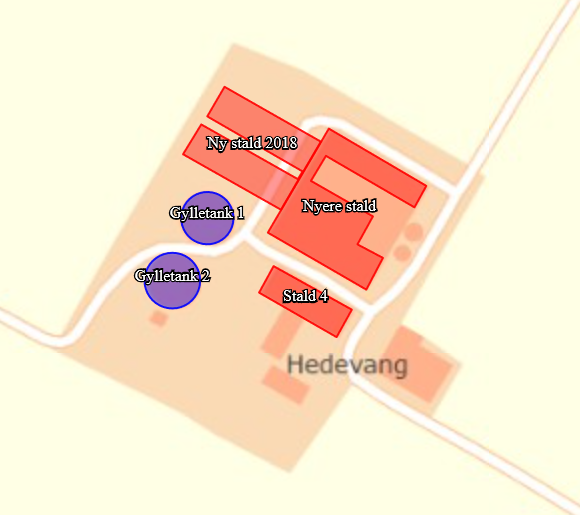 Ny stald 2018
Nyere stald
Gylletank 1
Gylletank 2
Stald 4
Hedevang